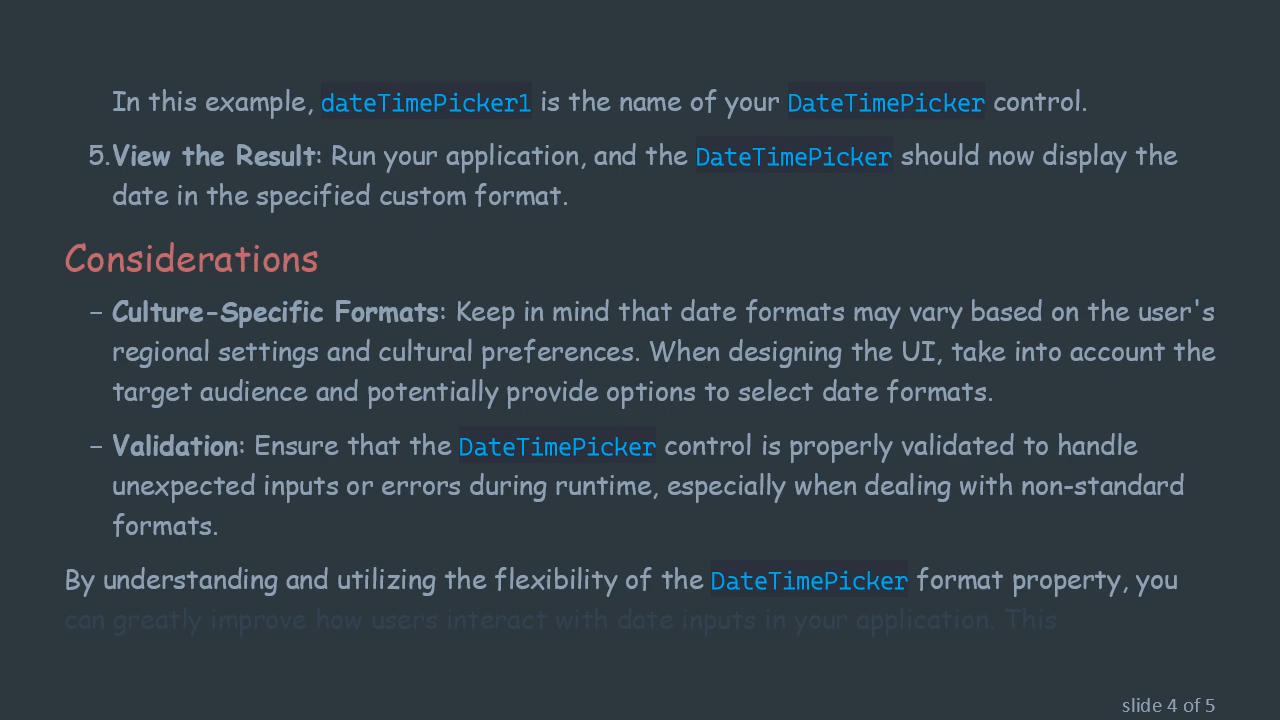 In this example, dateTimePicker1 is the name of your DateTimePicker control.
5. View the Result: Run your application, and the DateTimePicker should now display the
date in the specified custom format.
Considerations
– Culture-Specific Formats: Keep in mind that date formats may vary based on the user's
regional settings and cultural preferences. When designing the UI, take into account the
target audience and potentially provide options to select date formats.
– Validation: Ensure that the DateTimePicker control is properly validated to handle
unexpected inputs or errors during runtime, especially when dealing with non-standard
formats.
By understanding and utilizing the flexibility of the DateTimePicker format property, you
can greatly improve how users interact with date inputs in your application. This
slide 4 of 5